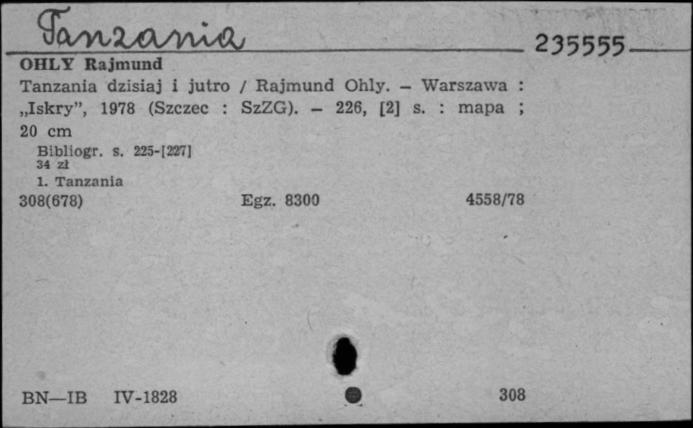 Tanzania
235555
OHLY Rajmund
Tanzania dzisiaj i jutro / Rajmund Ohly. — Warszawa :
„Iskry”, 1978 (Szczec : SzZG). — 226, [2] s. : mapa ;
20 cm
Bibliogr. s. 225-[227]
34 zł
1. Tanzania
308(678) Egz. 8300 4558/78
BN—IB IV-1828 308